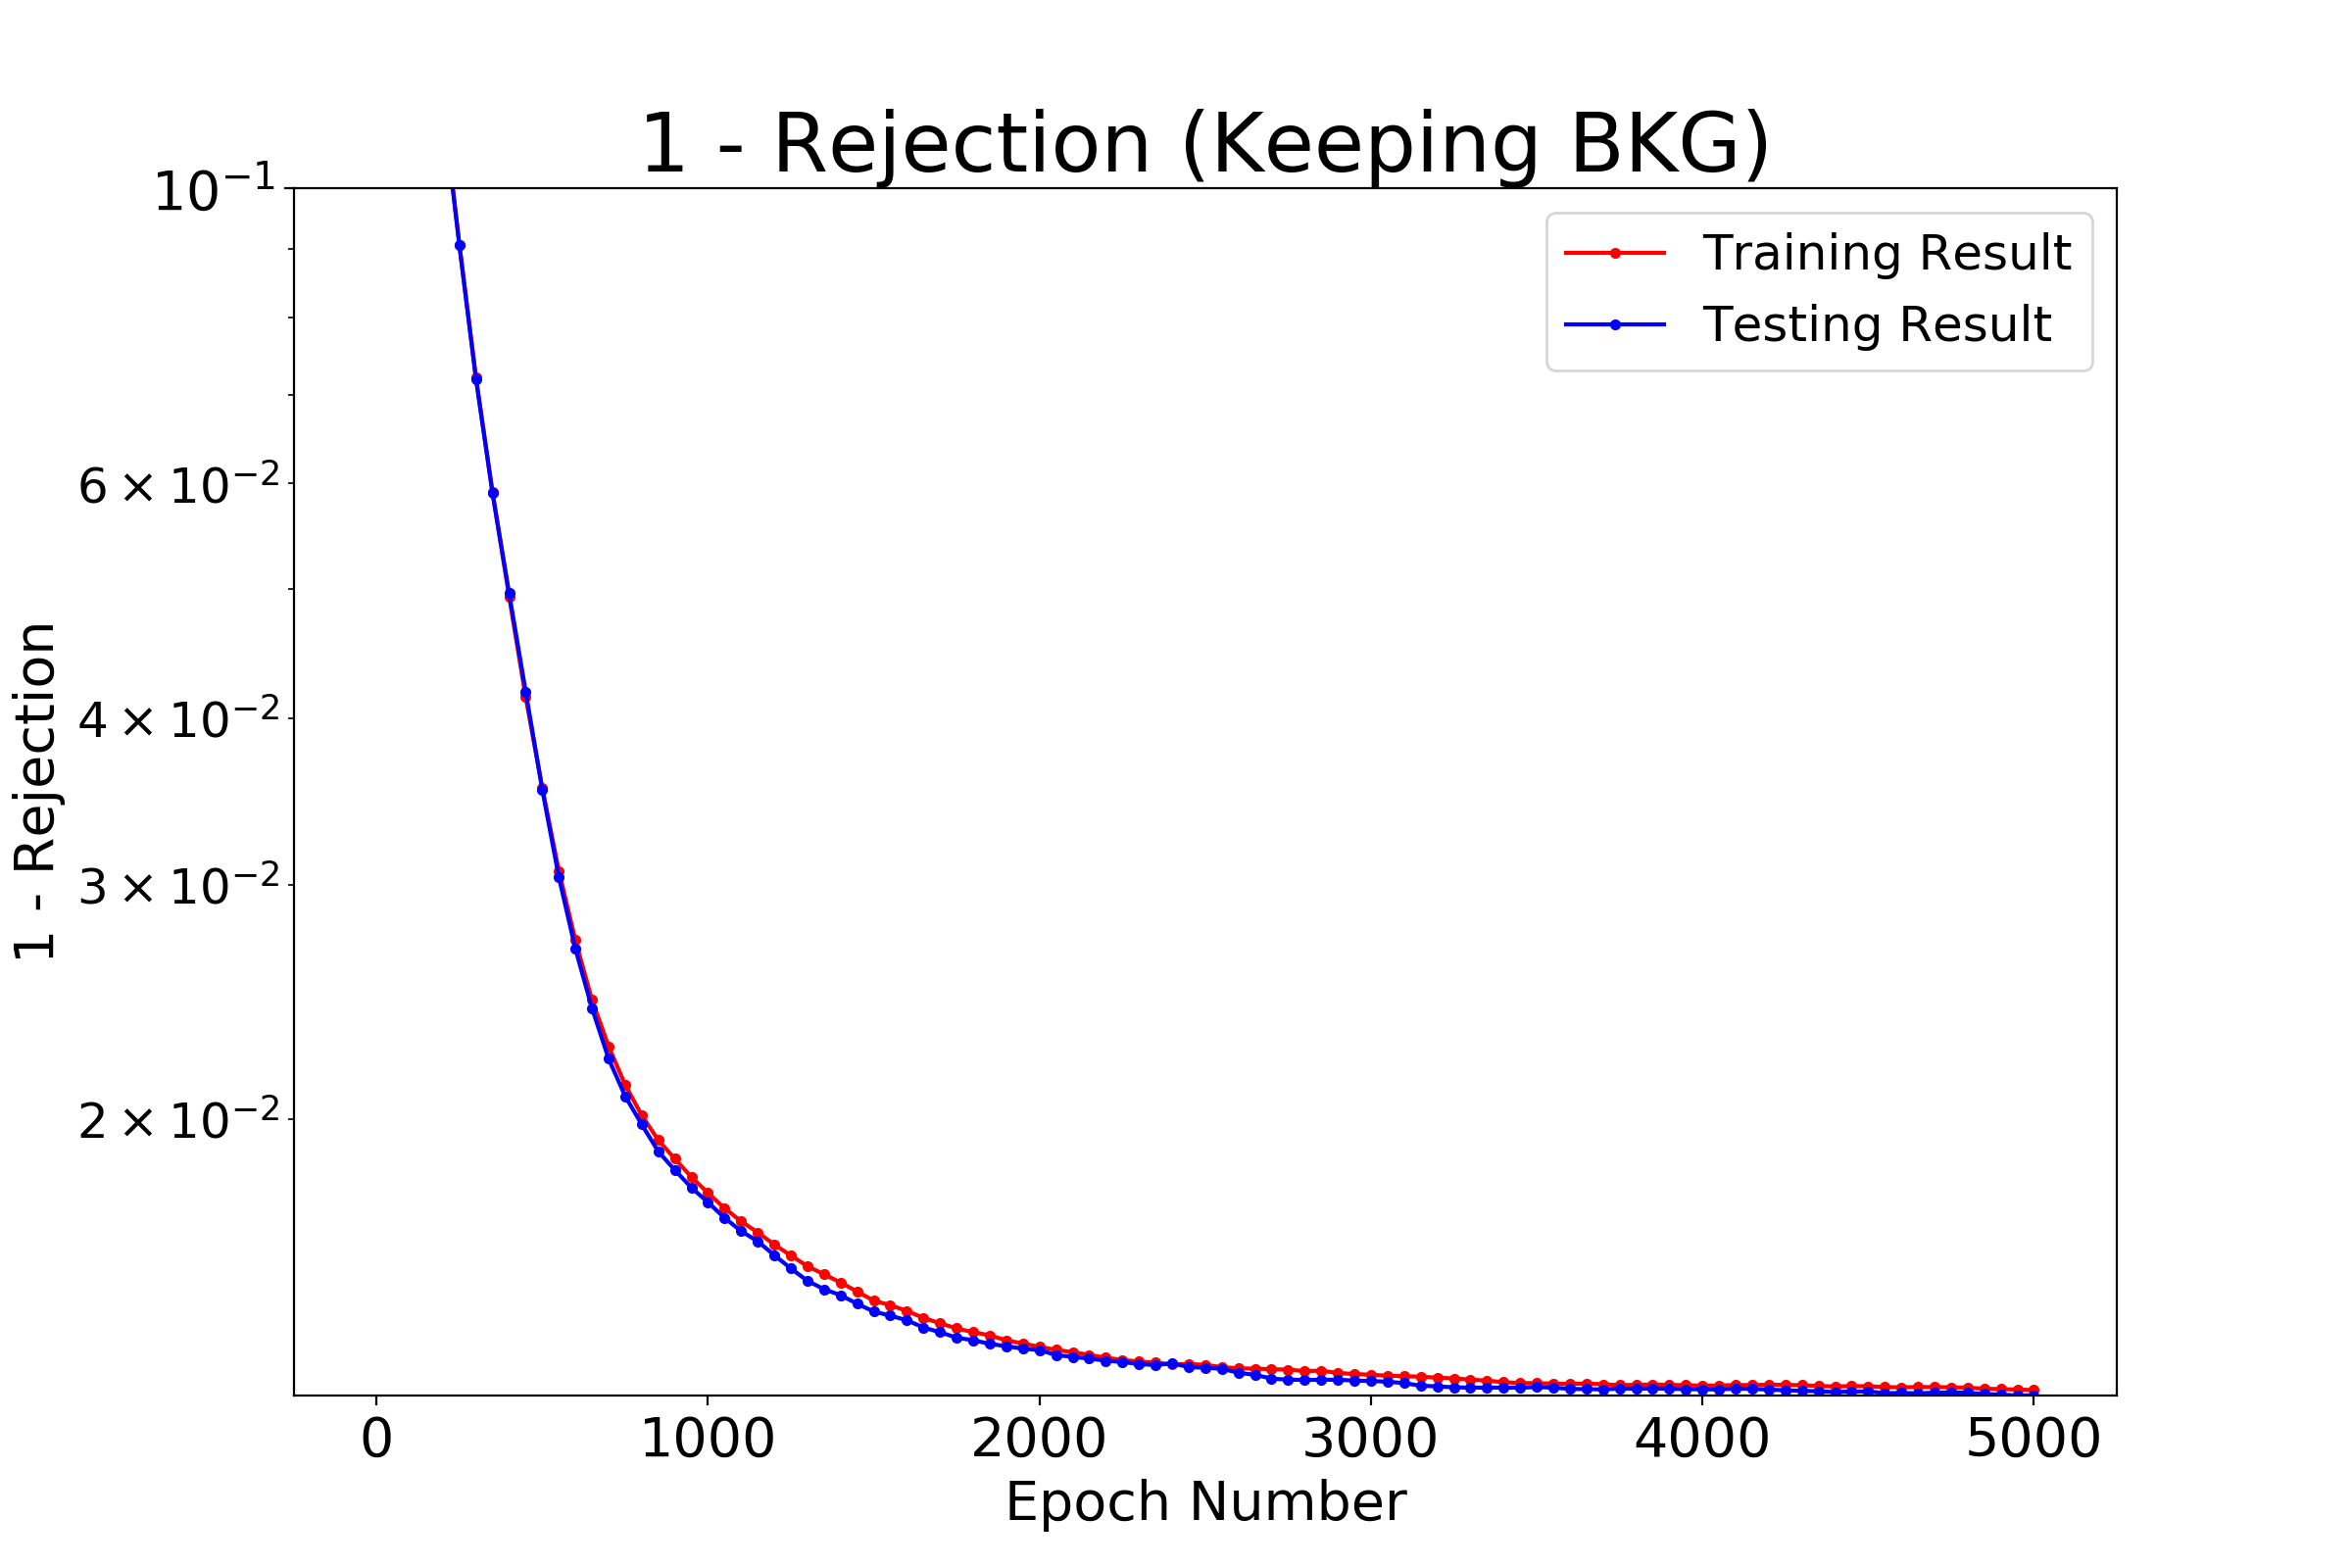 1 - Rejection (Keeping BKG)
10⁻¹
6 × 10⁻²
4 × 10⁻²
3 × 10⁻²
2 × 10⁻²
1 - Rejection
Training Result
Testing Result
0 1000 2000 3000 4000 5000
Epoch Number